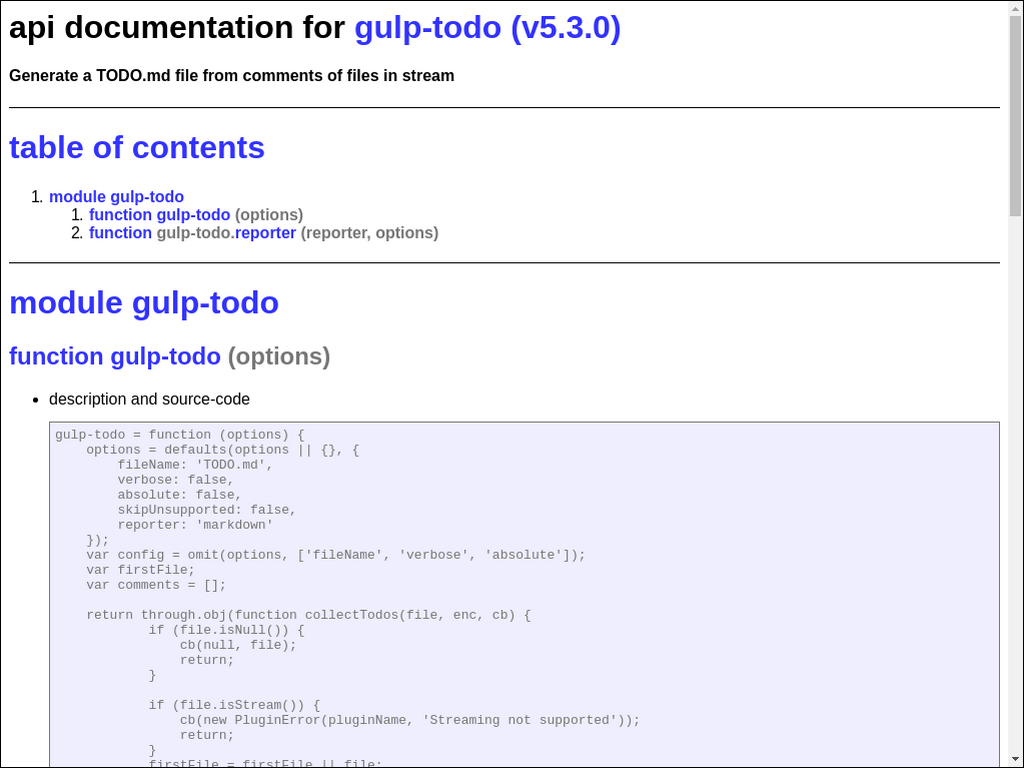 api documentation for gulp-todo (v5.3.0)
Generate a TODO.md file from comments of files in stream
table of contents
1. module gulp-todo
1. function gulp-todo (options)
2. function gulp-todo.reporter (reporter, options)
module gulp-todo
function gulp-todo (options)
• description and source-code
gulp-todo = function (options) {
    options = defaults(options || {}, {
        fileName: 'TODO.md',
        verbose: false,
        absolute: false,
        skipUnsupported: false,
        reporter: 'markdown'
    });
    var config = omit(options, ['fileName', 'verbose', 'absolute']);
    var firstFile;
    var comments = [];
    return through.obj(function collectTodos(file, enc, cb) {
            if (file.isNull()) {
                cb(null, file);
                return;
            }
            if (file.isStream()) {
                cb(new PluginError(pluginName, 'Streaming not supported'));
                return;
            }
            firstFile = firstFile || file;